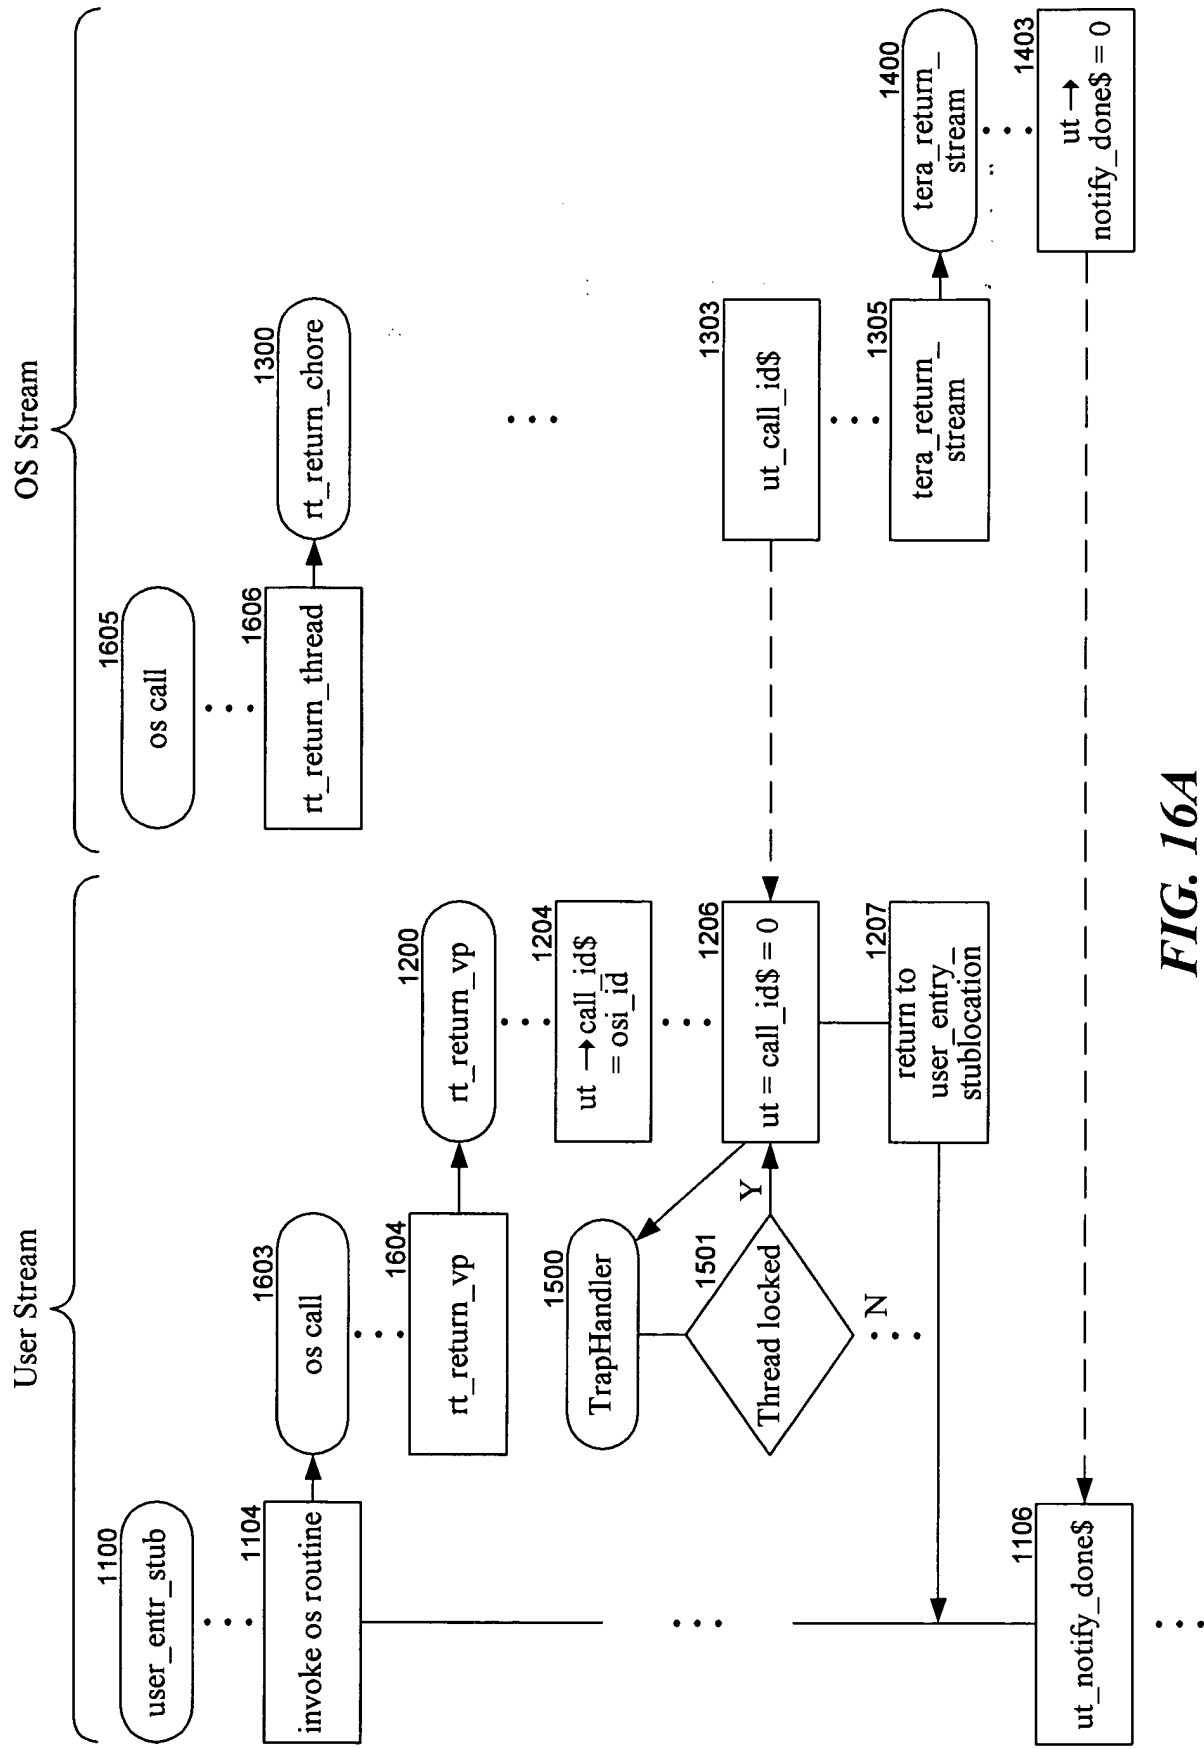 User Stream
OS Stream
1100
user_entr_stub
1104
invoke os routine
1603
os call
1604
rt_return_vp
1200
rt_return_vp
1204
ut → call_id$
= osi_id
1500
TrapHandler
1501
Thread locked
Y
N
1206
ut = call_id$ = 0
1207
return to
user_entry_
stublocation
1106
ut_notify_done$
1605
os call
1606
rt_return_thread
1300
rt_return_chore
1303
ut_call_id$
1305
tera_return_
stream
1400
tera_return_
stream
1403
ut →
notify_done$ = 0
FIG. 16A